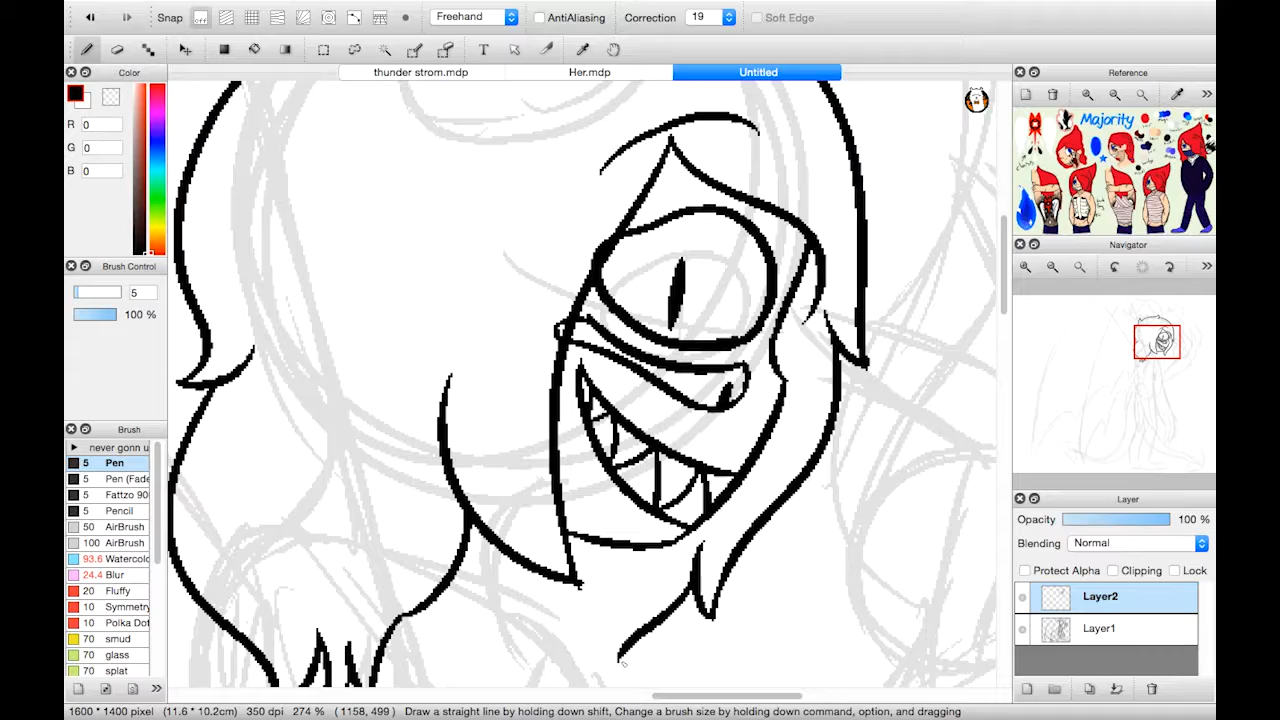 Snap
off
Freehand
AntiAliasing
Correction
19
Soft Edge
T
thunder strom.mdp
Her.mdp
Untitled
Color
R 0
G 0
B 0
Brush Control
5
100 %
Brush
never gonn u
5 Pen
5 Pen (Fade
5 Fattzo 90
5 Pencil
50 AirBrush
100 AirBrush
93.6 Watercolo
24.4 Blur
20 Fluffy
10 Symmetry
10 Polka Dot
70 smud
70 glass
70 splat
Reference
Majority
Navigator
Layer
Opacity 100 %
Blending Normal
Protect Alpha Clipping Lock
Layer2
Layer1
1600 * 1400 pixel (11.6 * 10.2cm) 350 dpi 274 % ( 1158, 499 ) Draw a straight line by holding down shift, Change a brush size by holding down command, option, and dragging